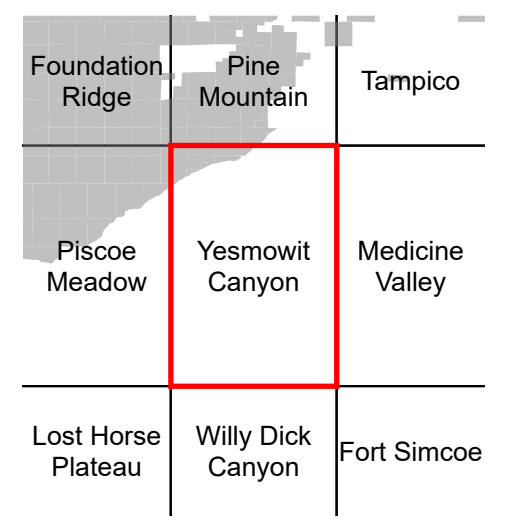 Foundation
Ridge
Pine
Mountain
Tampico
Piscoe
Meadow
Yesmowit
Canyon
Medicine
Valley
Lost Horse
Plateau
Willy Dick
Canyon
Fort Simcoe